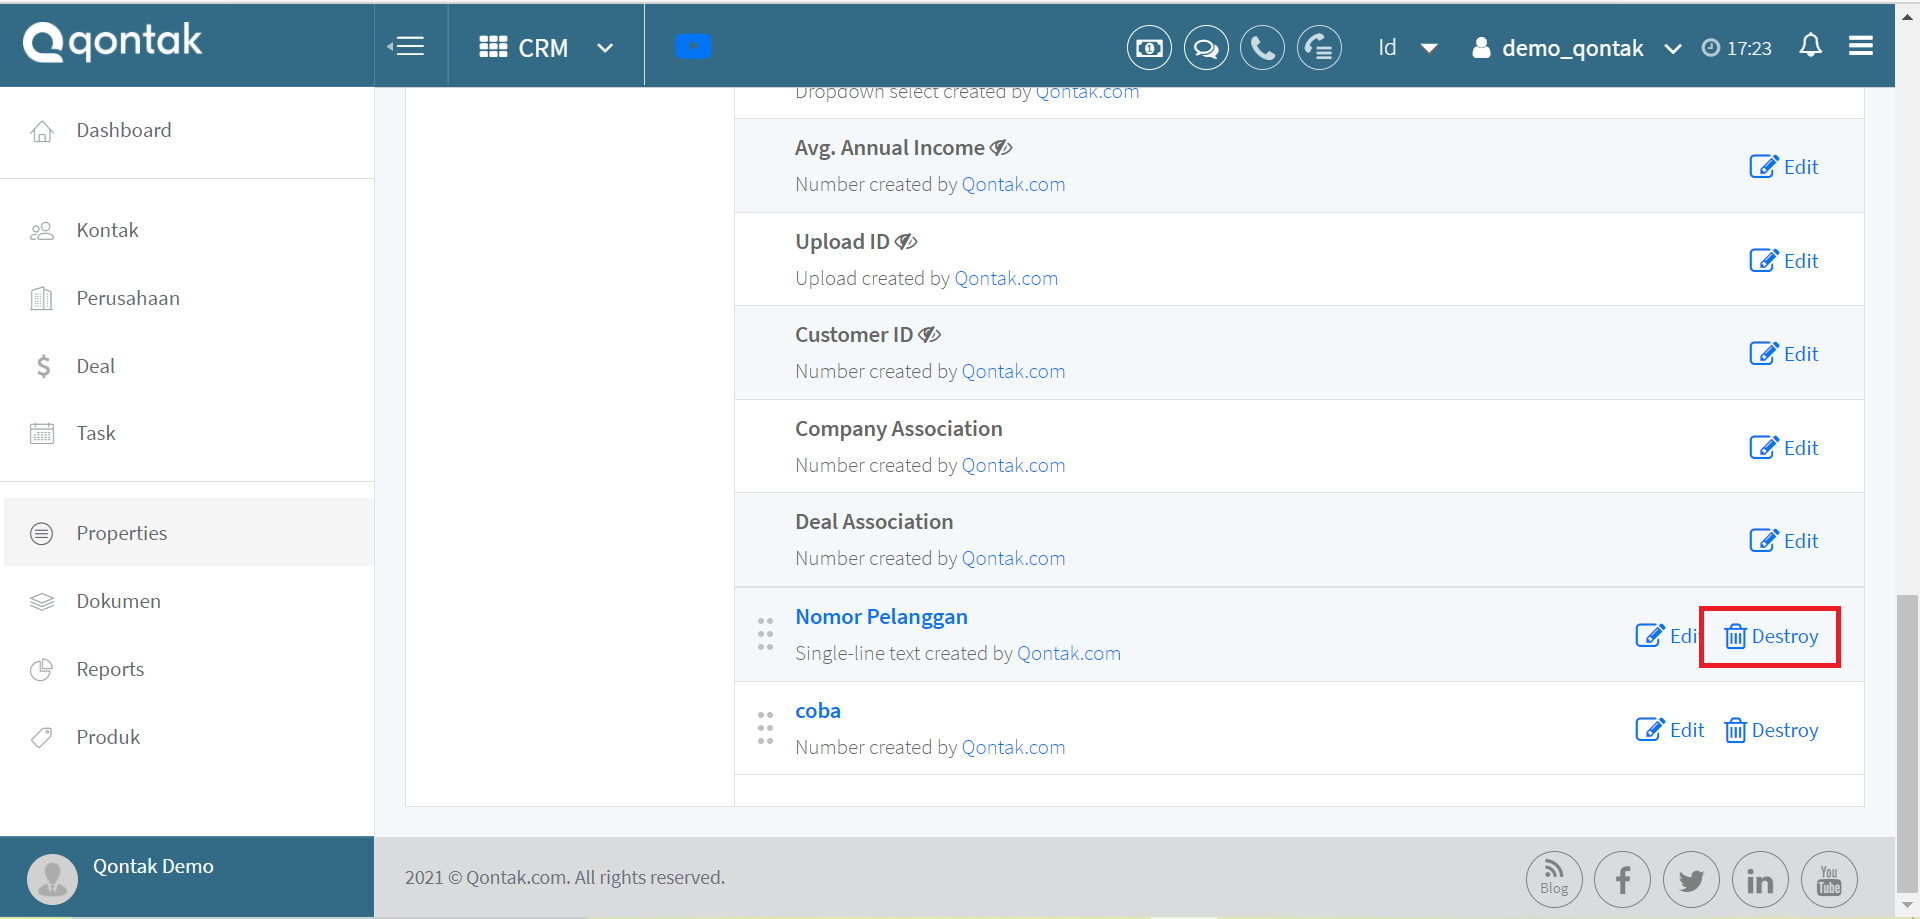 qontak
CRM
Id
demo_qontak
17:23
Dashboard
Kontak
Perusahaan
Deal
Task
Properties
Dokumen
Reports
Produk
Qontak Demo
Dropdown select created by Qontak.com
Avg. Annual Income
Number created by Qontak.com
Edit
Upload ID
Upload created by Qontak.com
Edit
Customer ID
Number created by Qontak.com
Edit
Company Association
Number created by Qontak.com
Edit
Deal Association
Number created by Qontak.com
Edit
Nomor Pelanggan
Single-line text created by Qontak.com
Edit Destroy
coba
Number created by Qontak.com
Edit Destroy
2021 © Qontak.com. All rights reserved.
Blog
You
Tube